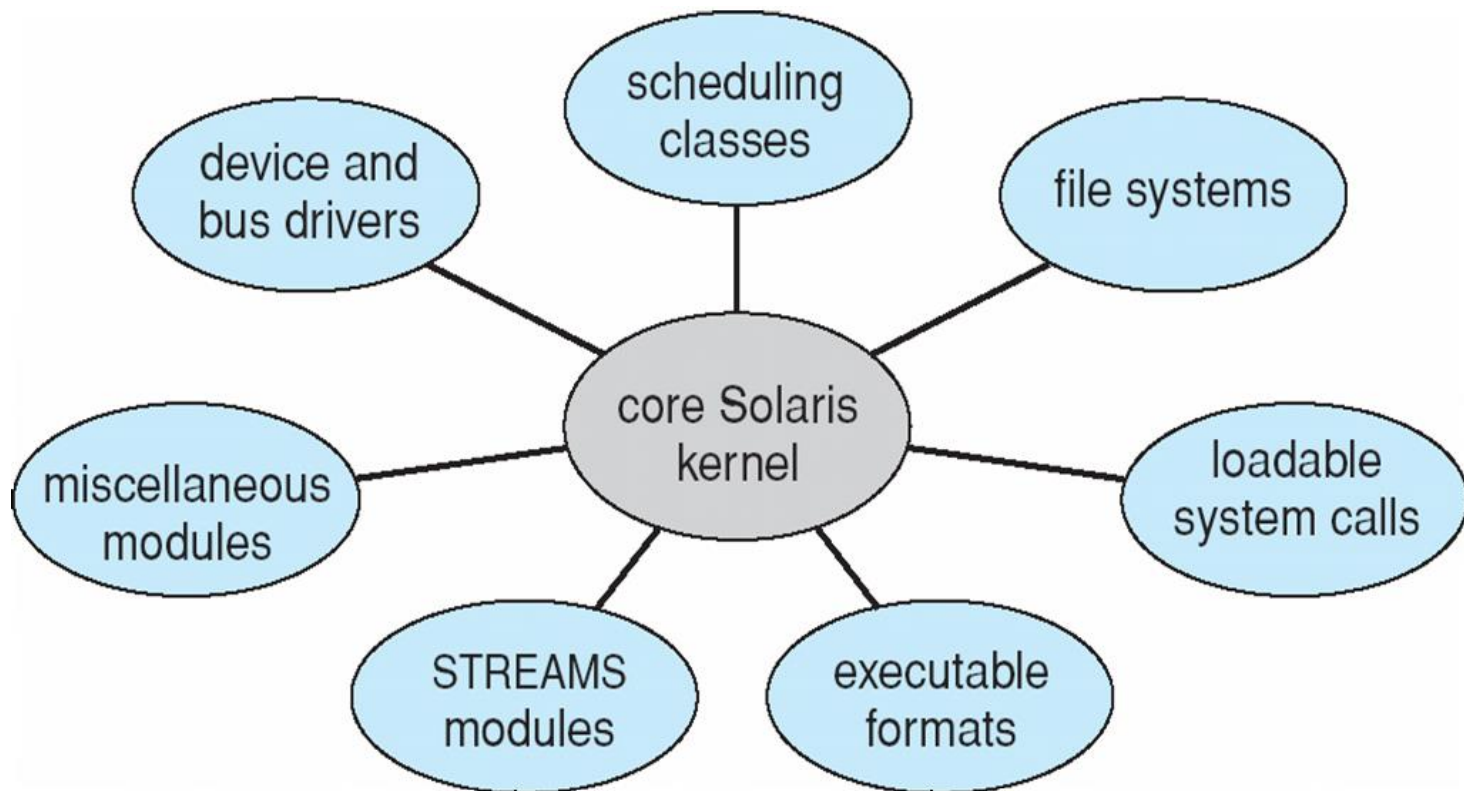 scheduling
classes
device and
bus drivers
file systems
core Solaris
kernel
loadable
system calls
miscellaneous
modules
STREAMS
modules
executable
formats